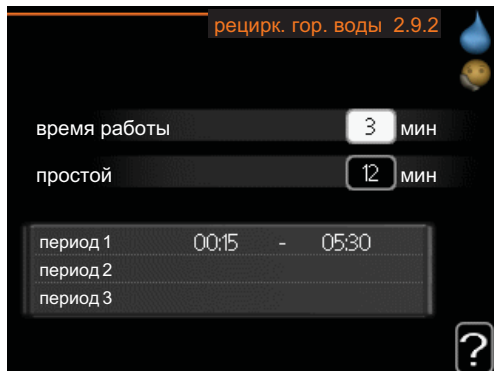 рецирк. гор. воды 2.9.2
время работы 3 мин
простой 12 мин
период 1 00:15 - 05:30
период 2
период 3
?